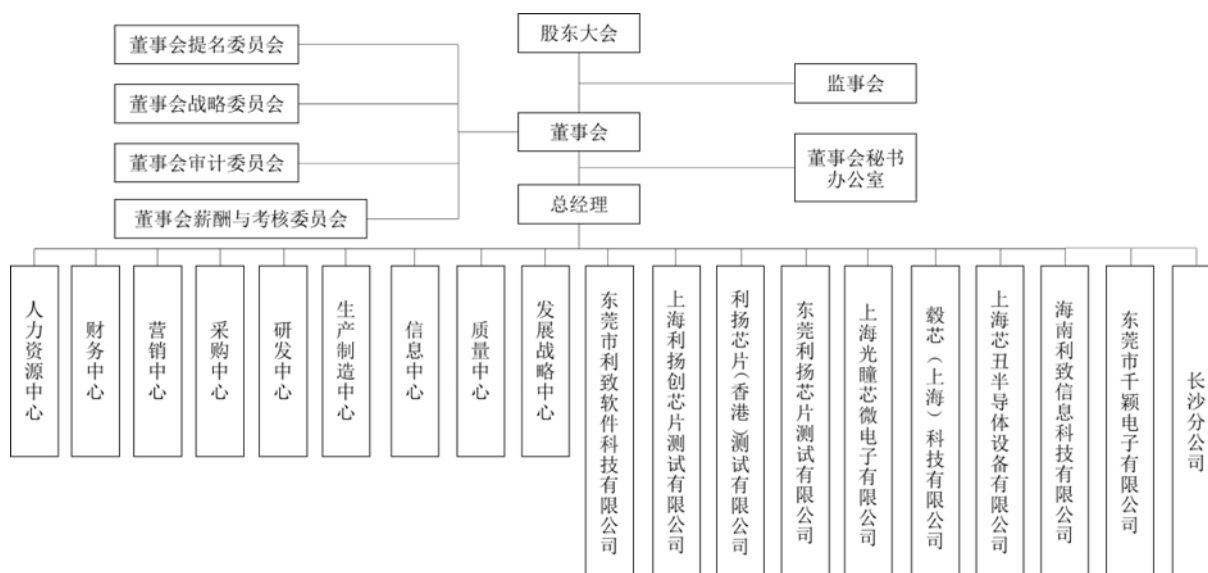 股东大会
董事会提名委员会
监事会
董事会战略委员会
董事会
董事会审计委员会
董事会秘书
办公室
总经理
董事会薪酬与考核委员会
人力资源中心
财务中心
营销中心
采购中心
研发中心
生产制造中心
信息中心
质量中心
发展战略中心
东莞市利致软件科技有限公司
上海利扬创芯片测试有限公司
利扬芯片(香港)测试有限公司
东莞利扬芯片测试有限公司
上海光瞳芯微电子有限公司
毂芯（上海）科技有限公司
上海芯丑半导体设备有限公司
海南利致信息科技有限公司
东莞市千颖电子有限公司
长沙分公司